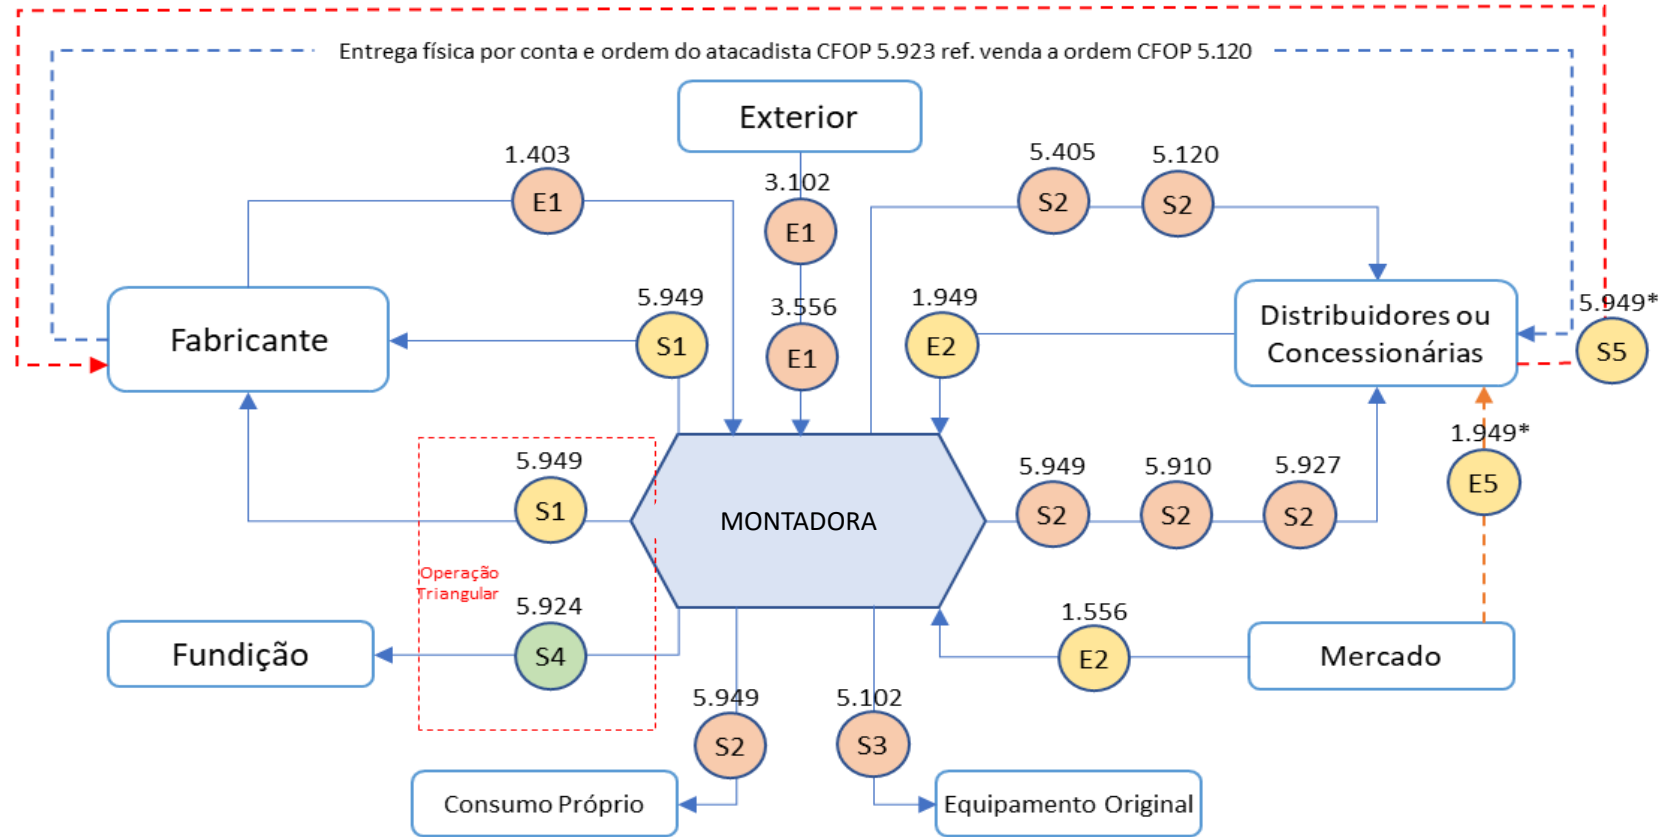 Entrega física por conta e ordem do atacadista CFOP 5.923 ref. venda a ordem CFOP 5.120
Exterior
1.403
E1
3.102
E1
5.405
S2
5.120
S2
Fabricante
5.949
S1
3.556
E1
1.949
E2
Distribuidores ou
Concessionárias
5.949*
S5
5.949
S1
MONTADORA
5.949
S2
5.910
S2
5.927
S2
1.949*
E5
Operação
Triangular
Fundição
5.924
S4
1.556
E2
Mercado
5.949
S2
5.102
S3
Consumo Próprio
Equipamento Original